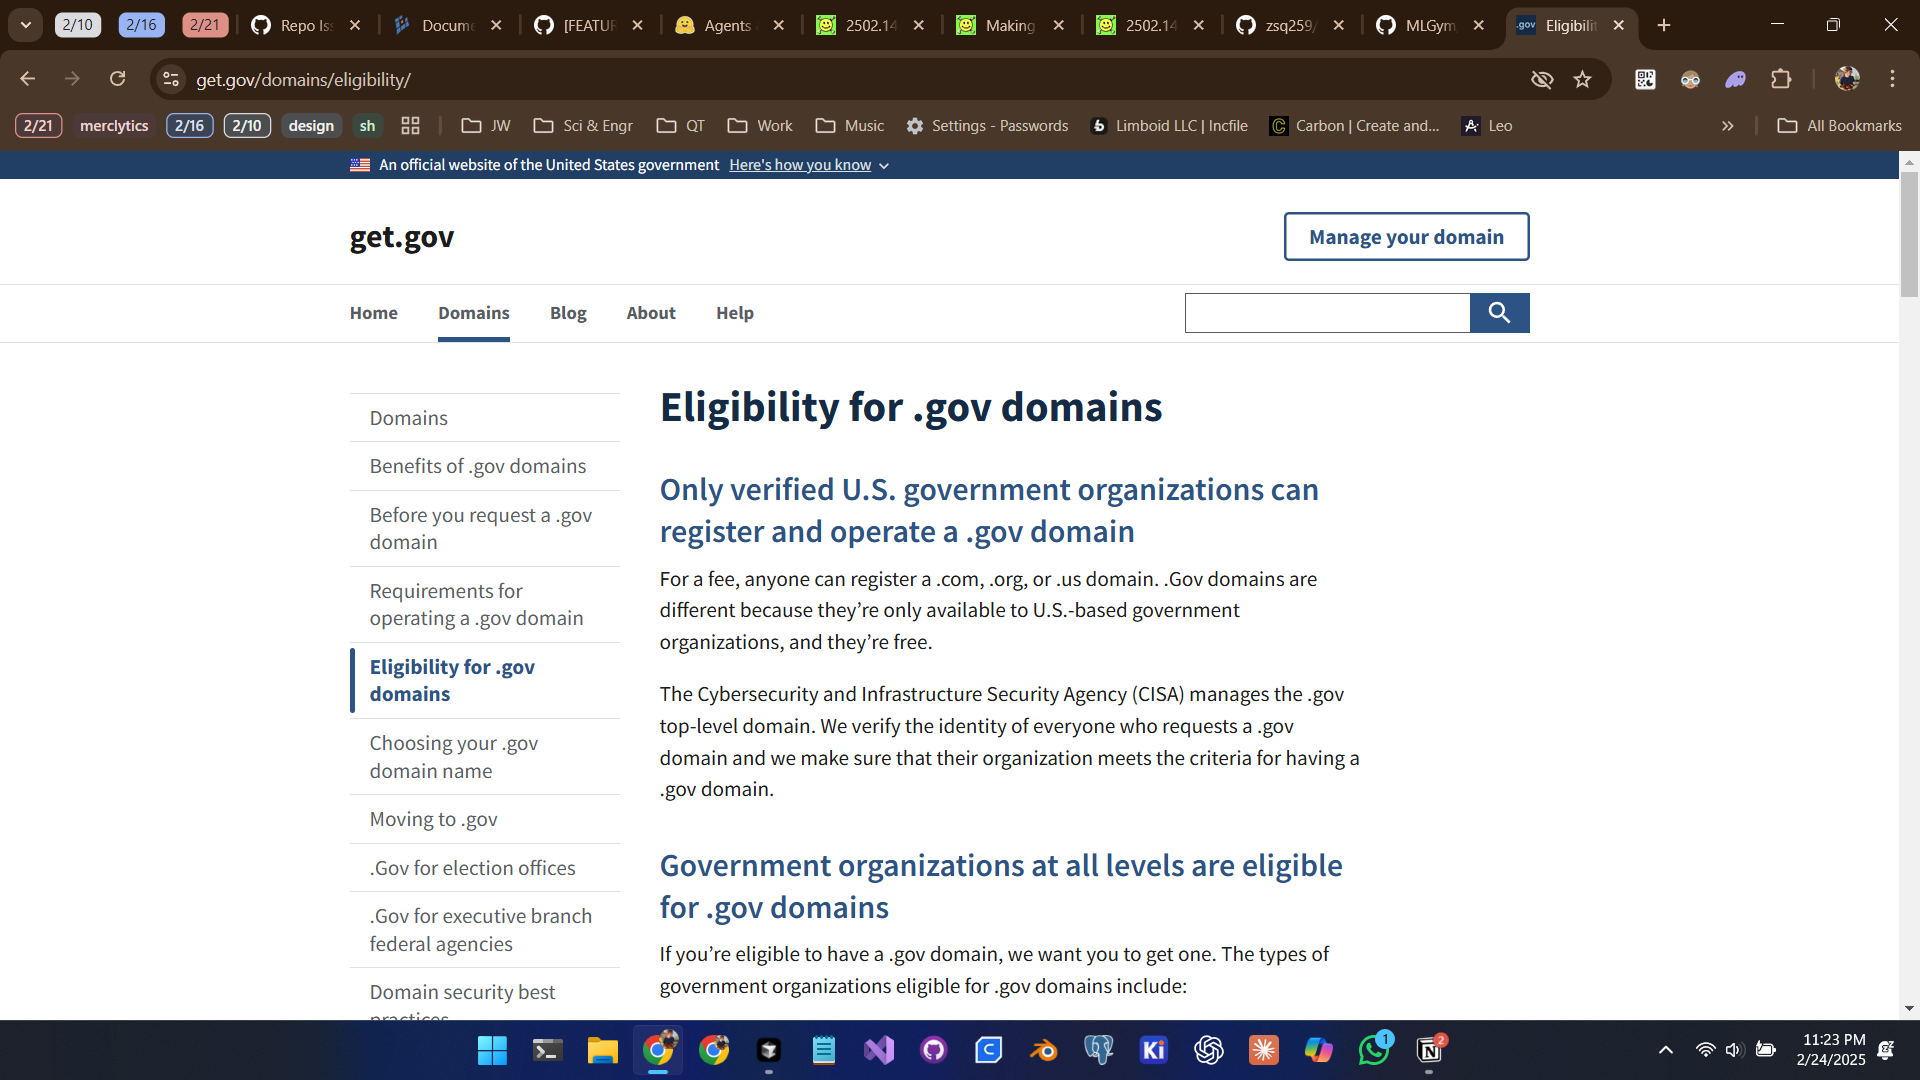 2/10
2/16
2/21
Repo Iss
Docume
[FEATUR
Agents
2502.14
Making
2502.14
zsq259/
MLGym
.gov
Eligibilit
get.gov/domains/eligibility/
2/21
merclytics
2/16
2/10
design
sh
JW
Sci & Engr
QT
Work
Music
Settings - Passwords
Limboid LLC | Incfile
Carbon | Create and...
Leo
»
All Bookmarks
An official website of the United States government Here's how you know
get.gov
Manage your domain
Home
Domains
Blog
About
Help
Domains
Benefits of .gov domains
Before you request a .gov
domain
Requirements for
operating a .gov domain
Eligibility for .gov
domains
Choosing your .gov
domain name
Moving to .gov
.Gov for election offices
.Gov for executive branch
federal agencies
Domain security best
practices
Eligibility for .gov domains
Only verified U.S. government organizations can
register and operate a .gov domain
For a fee, anyone can register a .com, .org, or .us domain. .Gov domains are
different because they’re only available to U.S.-based government
organizations, and they’re free.
The Cybersecurity and Infrastructure Security Agency (CISA) manages the .gov
top-level domain. We verify the identity of everyone who requests a .gov
domain and we make sure that their organization meets the criteria for having a
.gov domain.
Government organizations at all levels are eligible
for .gov domains
If you’re eligible to have a .gov domain, we want you to get one. The types of
government organizations eligible for .gov domains include:
Ki
1
2
11:23 PM
2/24/2025